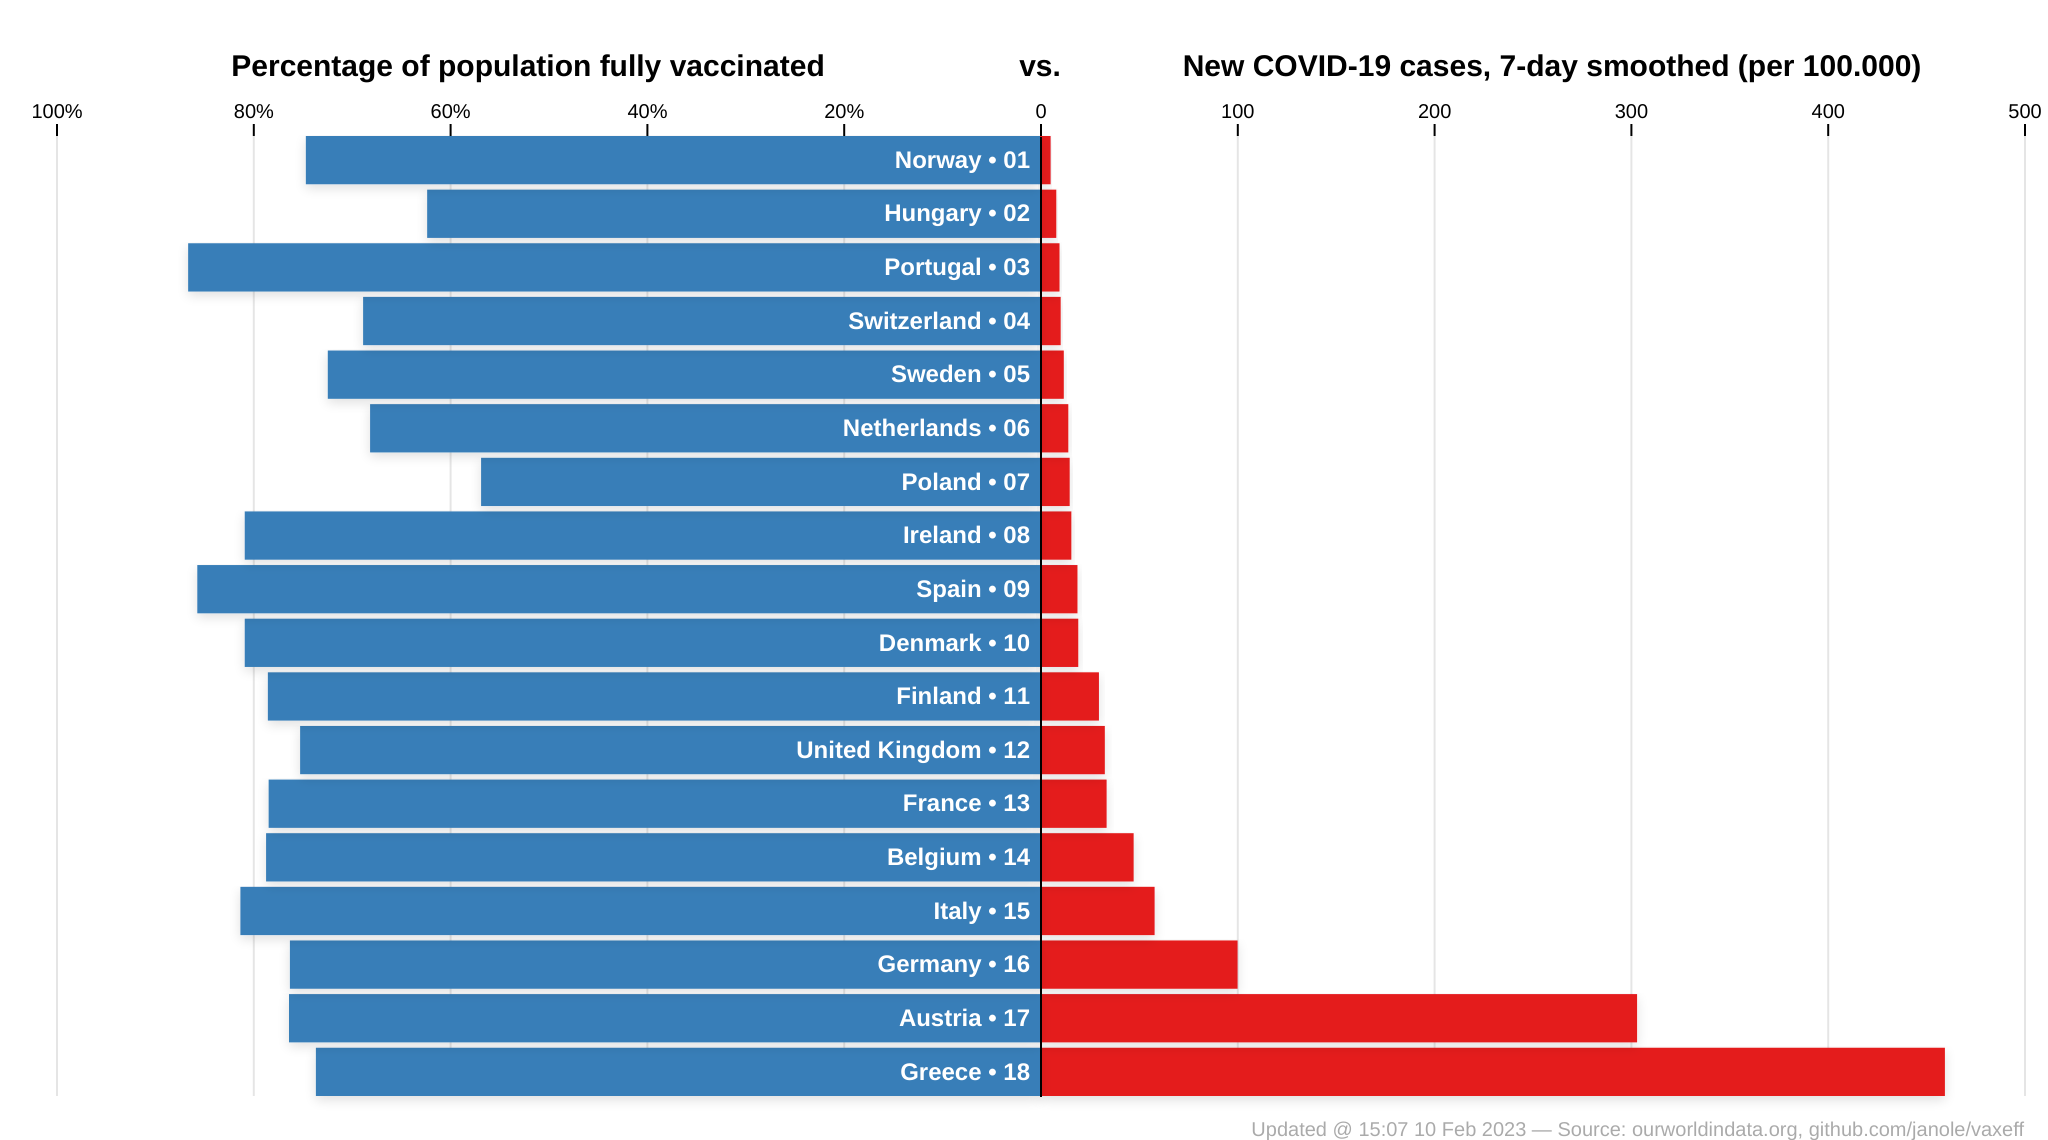 Percentage of population fully vaccinated vs. New COVID-19 cases, 7-day smoothed (per 100.000)
100% 80% 60% 40% 20% 0 100 200 300 400 500
Norway • 01
Hungary • 02
Portugal • 03
Switzerland • 04
Sweden • 05
Netherlands • 06
Poland • 07
Ireland • 08
Spain • 09
Denmark • 10
Finland • 11
United Kingdom • 12
France • 13
Belgium • 14
Italy • 15
Germany • 16
Austria • 17
Greece • 18
Updated @ 15:07 10 Feb 2023 — Source: ourworldindata.org, github.com/janole/vaxeff